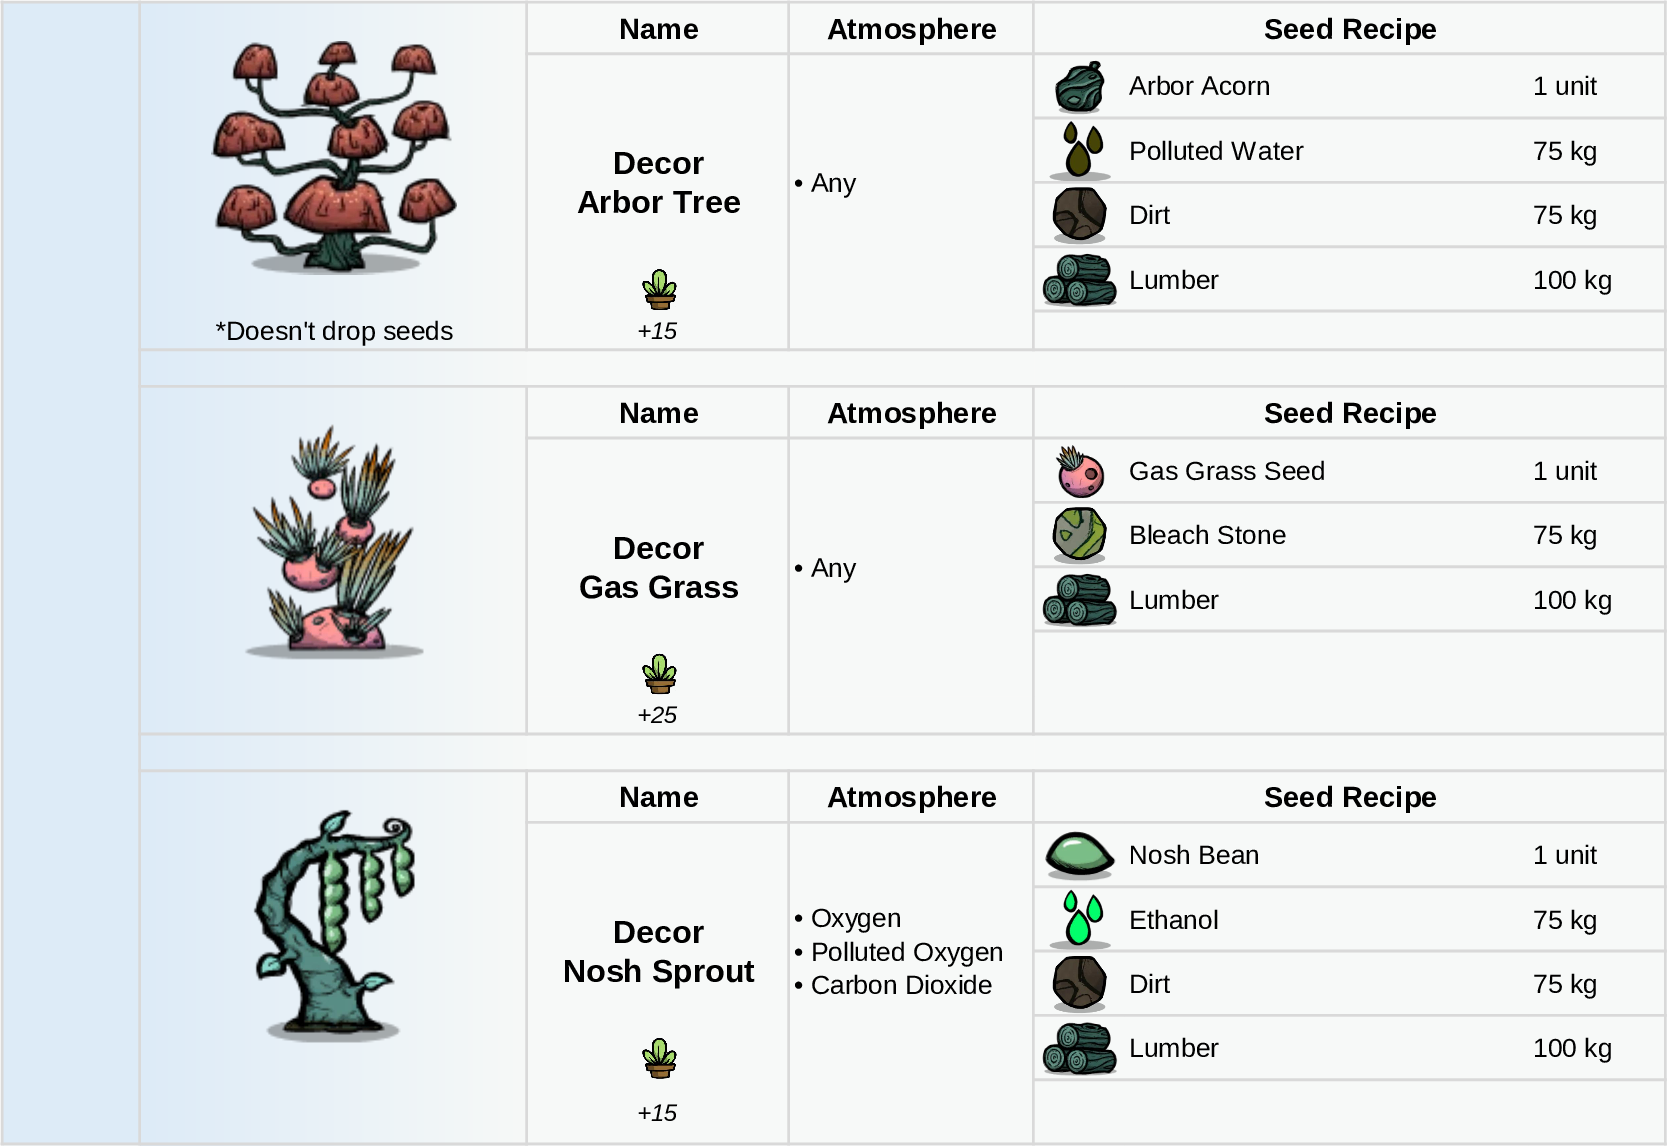 Name Atmosphere Seed Recipe
Arbor Acorn 1 unit
Polluted Water 75 kg
Decor
Arbor Tree
• Any
Dirt 75 kg
Lumber 100 kg
*Doesn't drop seeds
+15
Name Atmosphere Seed Recipe
Gas Grass Seed 1 unit
Bleach Stone 75 kg
Decor
Gas Grass
• Any
Lumber 100 kg
+25
Name Atmosphere Seed Recipe
Nosh Bean 1 unit
Ethanol 75 kg
Decor
Nosh Sprout
• Oxygen
• Polluted Oxygen
• Carbon Dioxide
Dirt 75 kg
Lumber 100 kg
+15